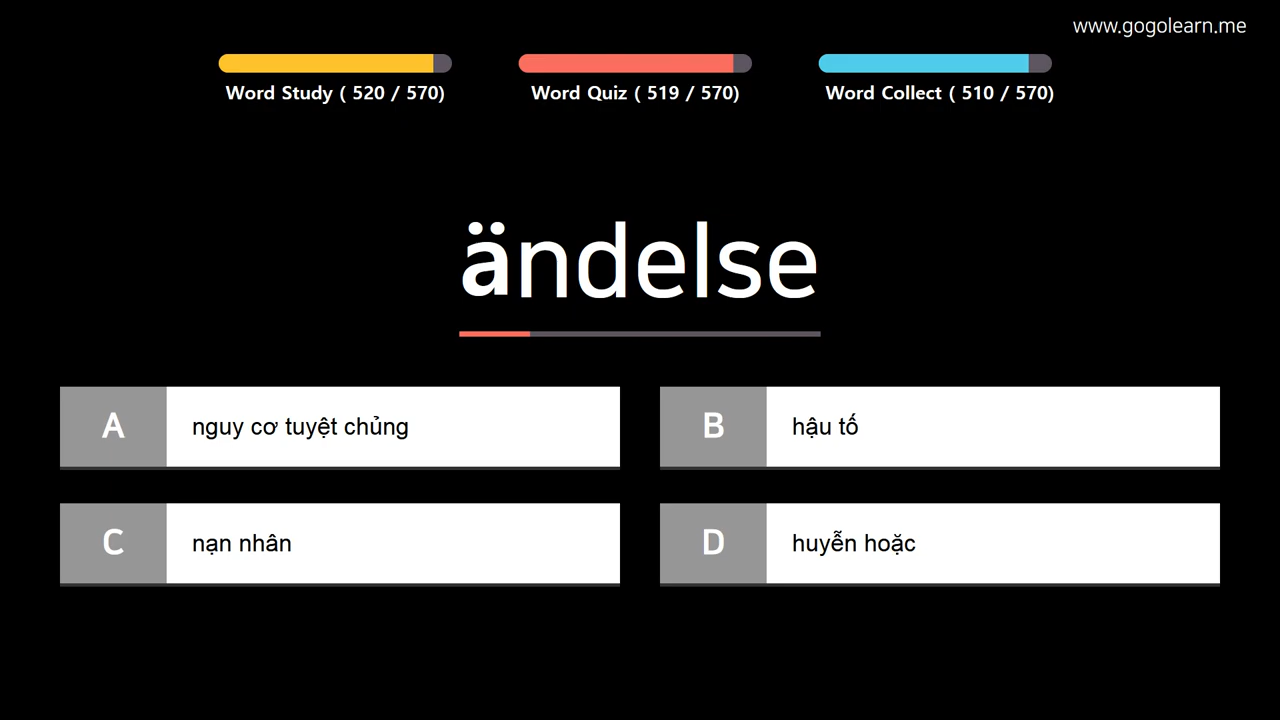 www.gogolearn.me
Word Study ( 520 / 570)
Word Quiz ( 519 / 570)
Word Collect ( 510 / 570)
ändelse
A
nguy cơ tuyệt chủng
B
hậu tố
C
nạn nhân
D
huyễn hoặc